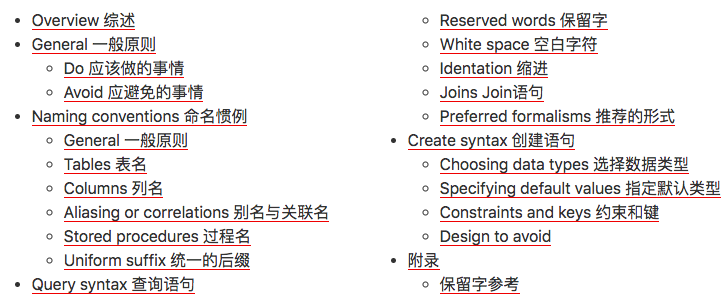 Overview 综述
General 一般原则
Do 应该做的事情
Avoid 应避免的事情
Naming conventions 命名惯例
General 一般原则
Tables 表名
Columns 列名
Aliasing or correlations 别名与关联名
Stored procedures 过程名
Uniform suffix 统一的后缀
Query syntax 查询语句
Reserved words 保留字
White space 空白字符
Identation 缩进
Joins Join语句
Preferred formalisms 推荐的形式
Create syntax 创建语句
Choosing data types 选择数据类型
Specifying default values 指定默认类型
Constraints and keys 约束和键
Design to avoid
附录
保留字参考